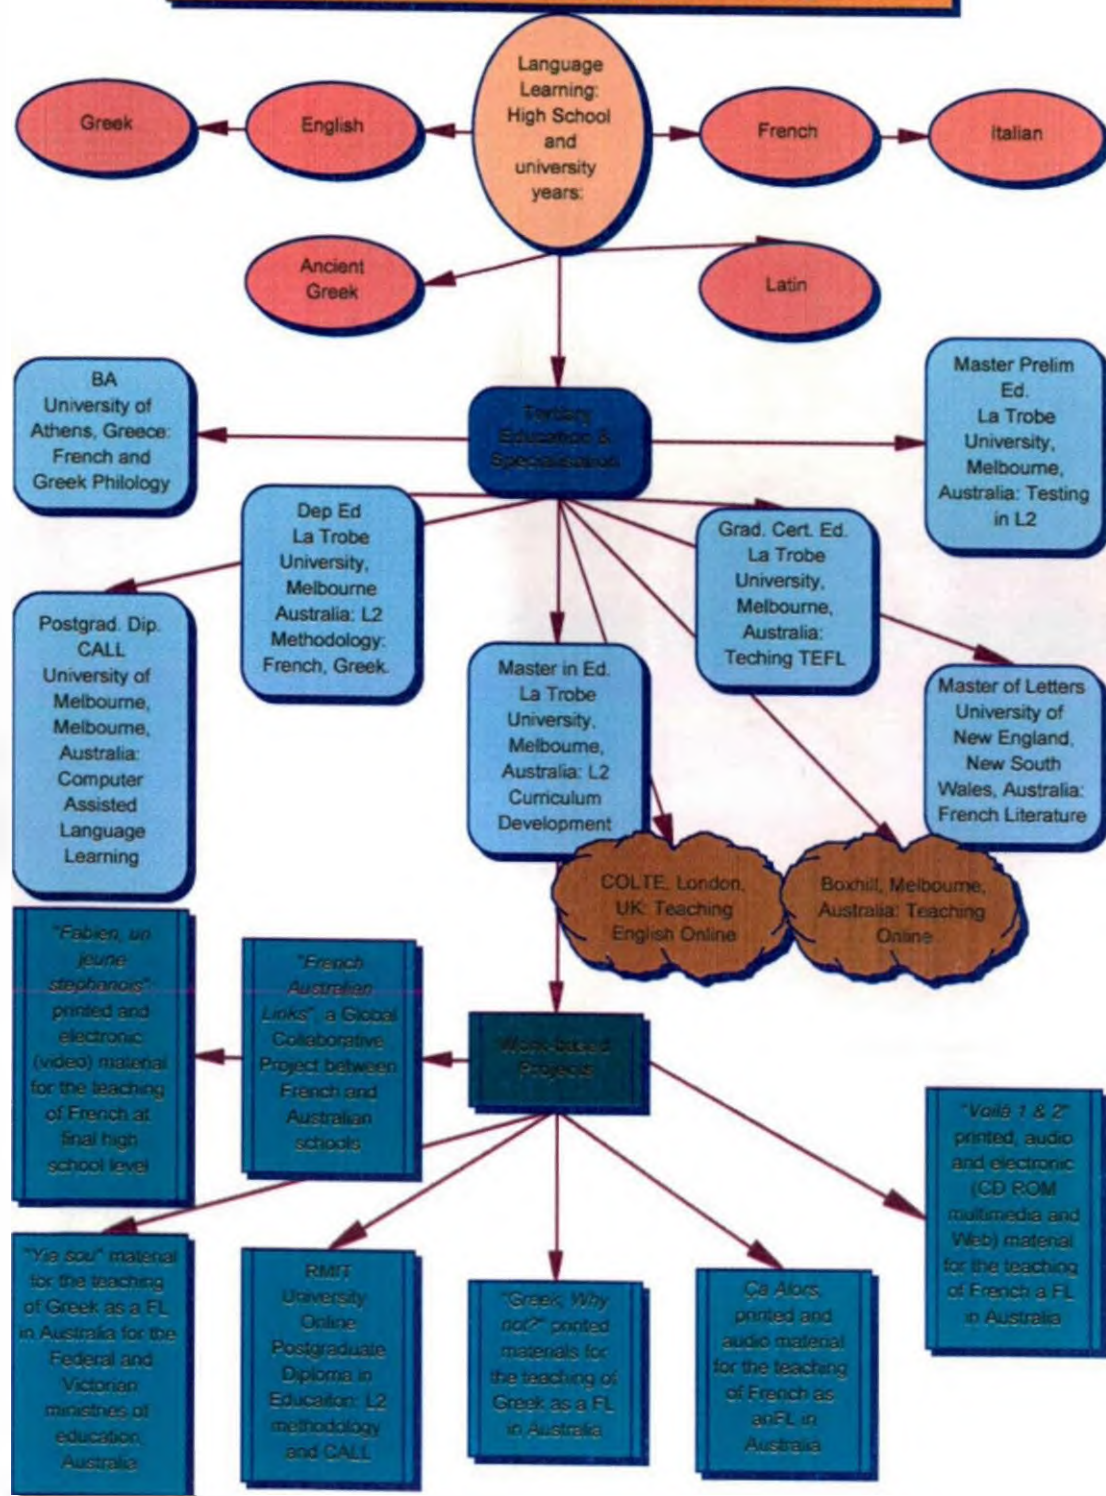 Language
Learning:
High School
and
university
years:
Greek
English
French
Italian
Ancient
Greek
Latin
BA
University of
Athens, Greece:
French and
Greek Philology
Tertiary
Education &
Specialisation
Master Prelim
Ed.
La Trobe
University,
Melbourne,
Australia: Testing
in L2
Dep Ed
La Trobe
University,
Melbourne
Australia: L2
Methodology:
French, Greek.
Grad. Cert. Ed.
La Trobe
University,
Melbourne,
Australia:
Teching TEFL
Postgrad. Dip.
CALL
University of
Melbourne,
Melbourne,
Australia:
Computer
Assisted
Language
Learning
Master in Ed.
La Trobe
University,
Melbourne,
Australia: L2
Curriculum
Development
Master of Letters
University of
New England,
New South
Wales, Australia:
French Literature
COLTE, London,
UK: Teaching
English Online
Boxhill, Melbourne,
Australia: Teaching
Online
"Fabien, un
jeune
stephanois"
printed and
electronic
(video) material
for the teaching
of French at
final high
school level
"French
Australian
Links", a Global
Collaborative
Project between
French and
Australian
schools
Work-based
Projects
"Voilà 1 & 2"
printed, audio
and electronic
(CD ROM
multimedia and
Web) material
for the teaching
of French a FL
in Australia
"Yia sou" material
for the teaching
of Greek as a FL
in Australia for the
Federal and
Victorian
ministries of
education,
Australia
RMIT
University
Online
Postgraduate
Diploma in
Educaiton: L2
methodology
and CALL
"Greek, Why
not?" printed
materials for
the teaching of
Greek as a FL
in Australia
Ça Alors,
printed and
audio material
for the teaching
of French as
anFL in
Australia